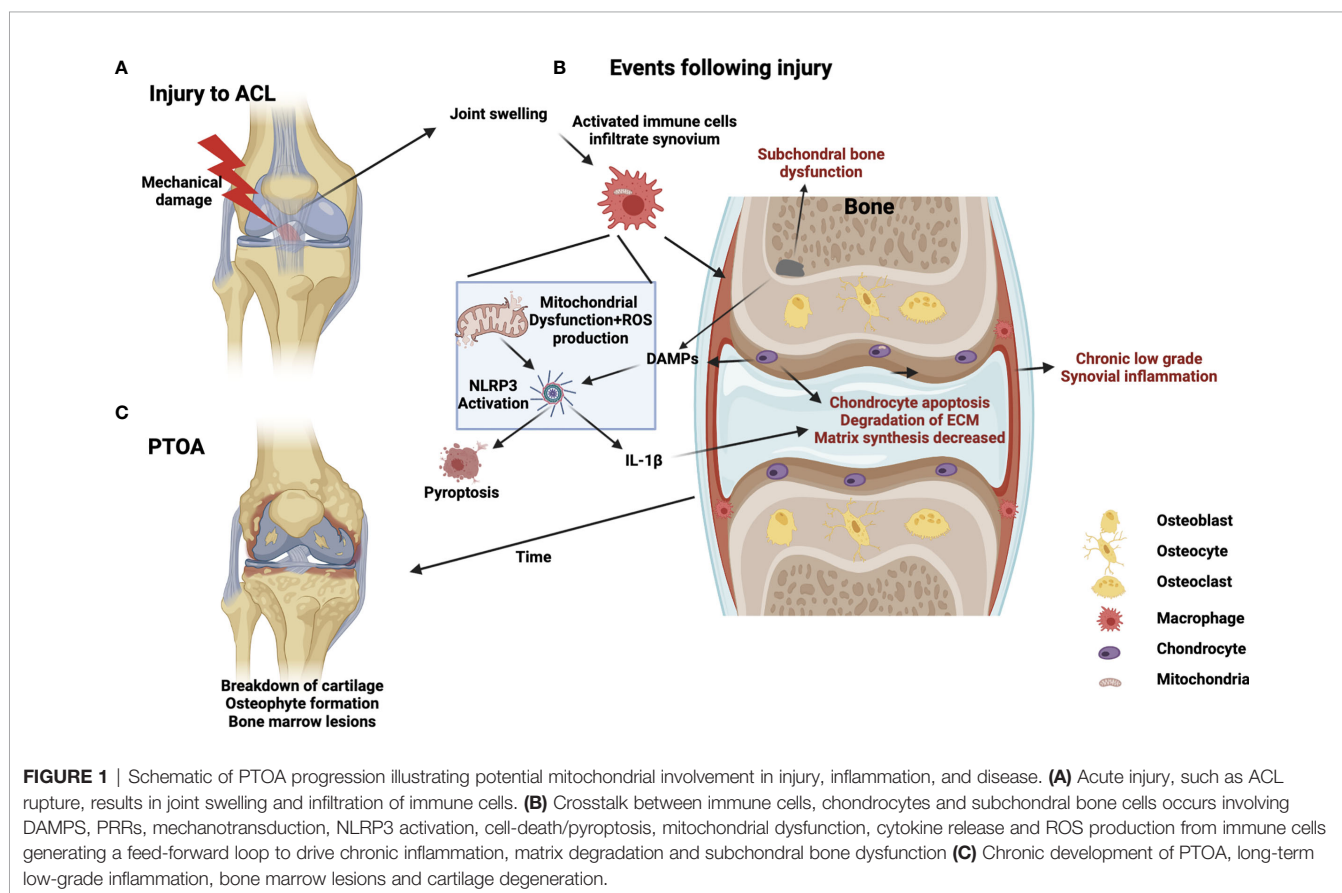 A
Injury to ACL
Mechanical
damage
B
Events following injury
Joint swelling
Activated immune cells
infiltrate synovium
Subchondral bone
dysfunction
Bone
Mitochondrial
Dysfunction+ROS
production
DAMPs
NLRP3
Activation
Pyroptosis
IL-1β
Chondrocyte apoptosis
Degradation of ECM
Matrix synthesis decreased
Chronic low grade
Synovial inflammation
Time
C
PTOA
Breakdown of cartilage
Osteophyte formation
Bone marrow lesions
Osteoblast
Osteocyte
Osteoclast
Macrophage
Chondrocyte
Mitochondria
FIGURE 1 | Schematic of PTOA progression illustrating potential mitochondrial involvement in injury, inflammation, and disease. (A) Acute injury, such as ACL
rupture, results in joint swelling and infiltration of immune cells. (B) Crosstalk between immune cells, chondrocytes and subchondral bone cells occurs involving
DAMPS, PRRs, mechanotransduction, NLRP3 activation, cell-death/pyroptosis, mitochondrial dysfunction, cytokine release and ROS production from immune cells
generating a feed-forward loop to drive chronic inflammation, matrix degradation and subchondral bone dysfunction (C) Chronic development of PTOA, long-term
low-grade inflammation, bone marrow lesions and cartilage degeneration.